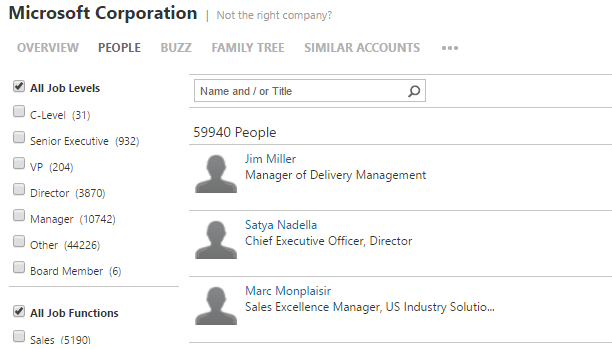 Microsoft Corporation | Not the right company?
OVERVIEW PEOPLE BUZZ FAMILY TREE SIMILAR ACCOUNTS •••
All Job Levels
C-Level (31)
Senior Executive (932)
VP (204)
Director (3870)
Manager (10742)
Other (44226)
Board Member (6)
All Job Functions
Sales (5190)
Name and / or Title
59940 People
Jim Miller
Manager of Delivery Management
Satya Nadella
Chief Executive Officer, Director
Marc Monplaisir
Sales Excellence Manager, US Industry Solutio...